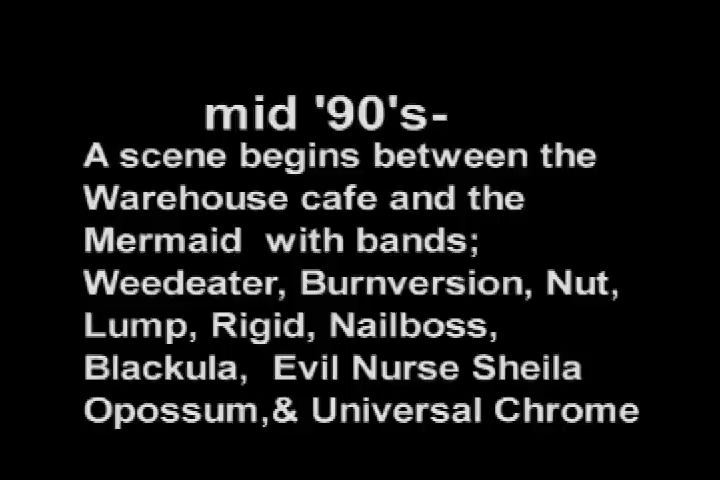 mid '90's-
A scene begins between the
Warehouse cafe and the
Mermaid with bands;
Weedeater, Burnversion, Nut,
Lump, Rigid, Nailboss,
Blackula, Evil Nurse Sheila
Opossum,& Universal Chrome